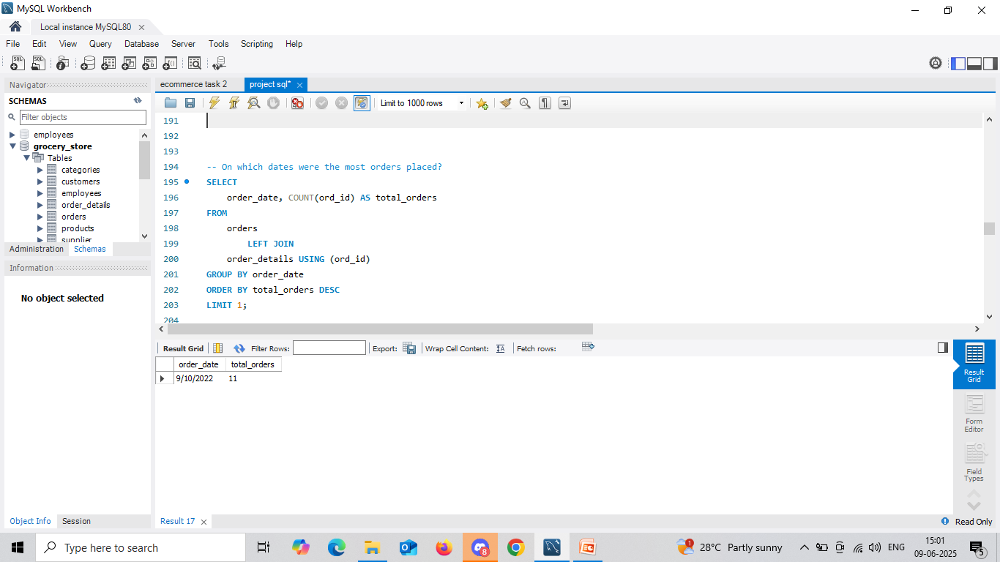 MySQL Workbench
Local instance MySQL80
File Edit View Query Database Server Tools Scripting Help
Navigator
SCHEMAS
Filter objects
employees
grocery_store
Tables
categories
customers
employees
order_details
orders
products
supplier
Administration Schemas
Information
No object selected
Object Info Session
ecommerce task 2 project sql*
Limit to 1000 rows
191
192
193
194 -- On which dates were the most orders placed?
195 SELECT
196 order_date, COUNT(ord_id) AS total_orders
197 FROM
198 orders
199 LEFT JOIN
200 order_details USING (ord_id)
201 GROUP BY order_date
202 ORDER BY total_orders DESC
203 LIMIT 1;
204
Result Grid Filter Rows: Export: Wrap Cell Content: Fetch rows:
order_date total_orders
9/10/2022 11
Result Grid
Form Editor
Field Types
Result 17
Read Only
Type here to search
8
1
28°C Partly sunny
ENG
15:01
09-06-2025
5